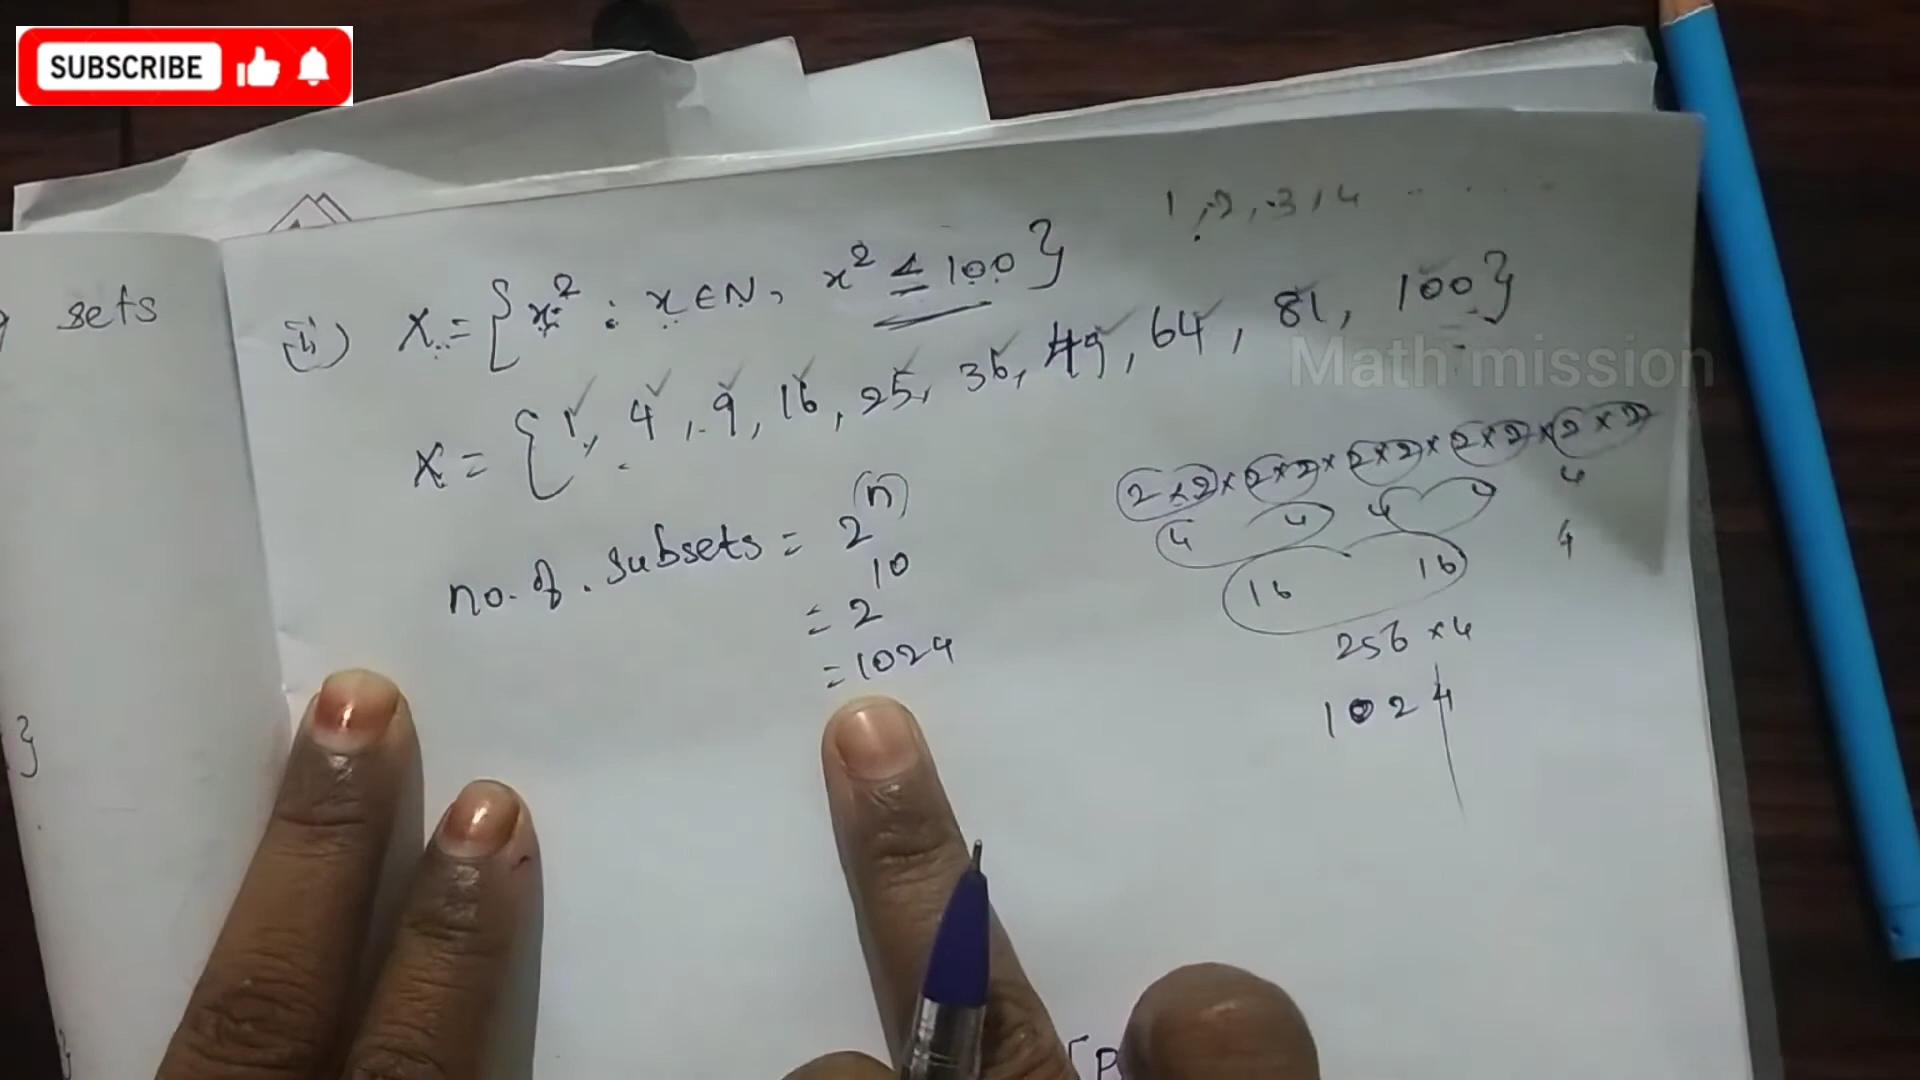 SUBSCRIBE
sets
1, 2, 3, 4 .......
ii) X = { x² : x ∈ N, x² ≤ 100 }
X = { 1, 4, 9, 16, 25, 36, 49, 64, 81, 100 }
Math mission
2 × 2 × 2 × 2 × 2 × 2 × 2 × 2 × 2 × 2
4 4 4 4 4
no. of. subsets = 2ⁿ
16 16 4
= 2¹⁰
256 × 4
= 1024
1024
}
}